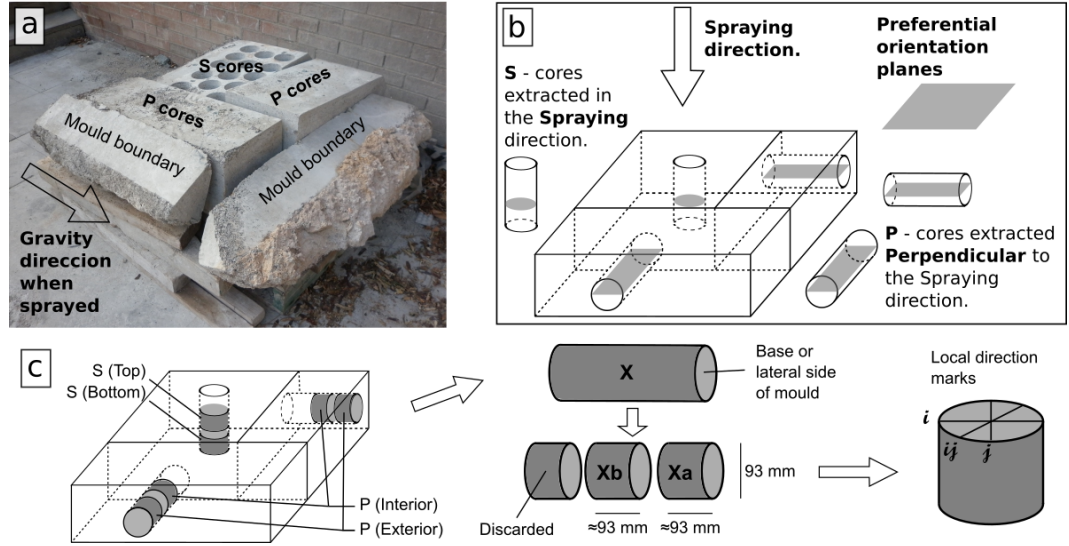 a
S cores
P cores
P cores
Mould boundary
Mould boundary
Gravity
direccion
when
sprayed
b
Spraying
direction.
Preferential
orientation
planes
S - cores
extracted in
the Spraying
direction.
P - cores extracted
Perpendicular to
the Spraying
direction.
c
S (Top)
S (Bottom)
P (Interior)
P (Exterior)
X
Base or
lateral side
of mould
Xb
Xa
93 mm
Discarded
≈93 mm
≈93 mm
Local direction
marks
i
ij
j